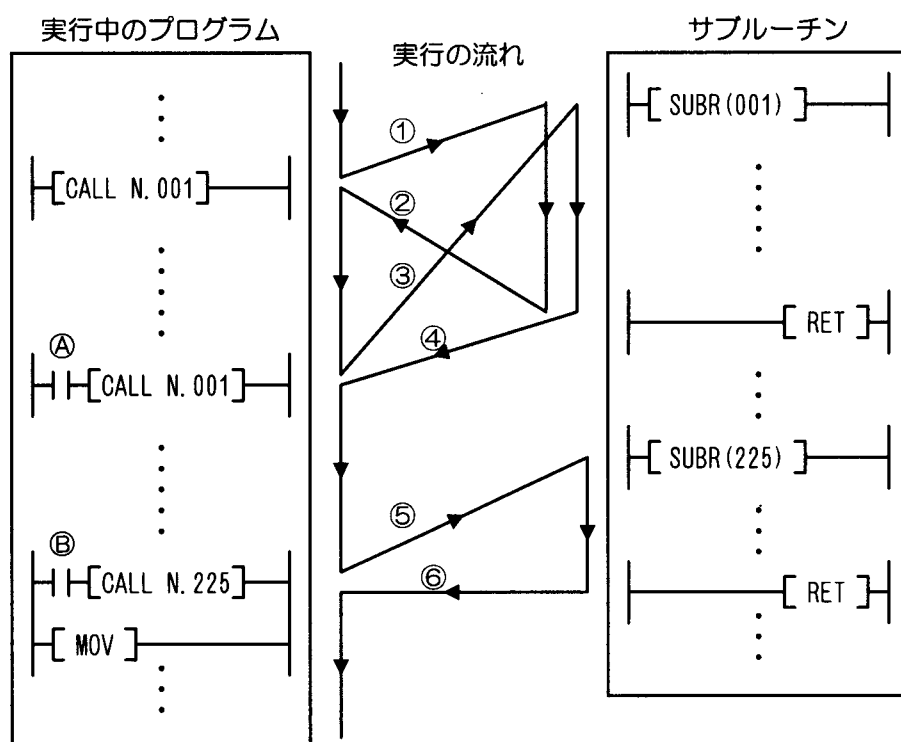 実行中のプログラム
実行の流れ
サブルーチン
CALL N.001
Ⓐ
CALL N.001
Ⓑ
CALL N.225
MOV
①
②
③
④
⑤
⑥
SUBR(001)
RET
SUBR(225)
RET